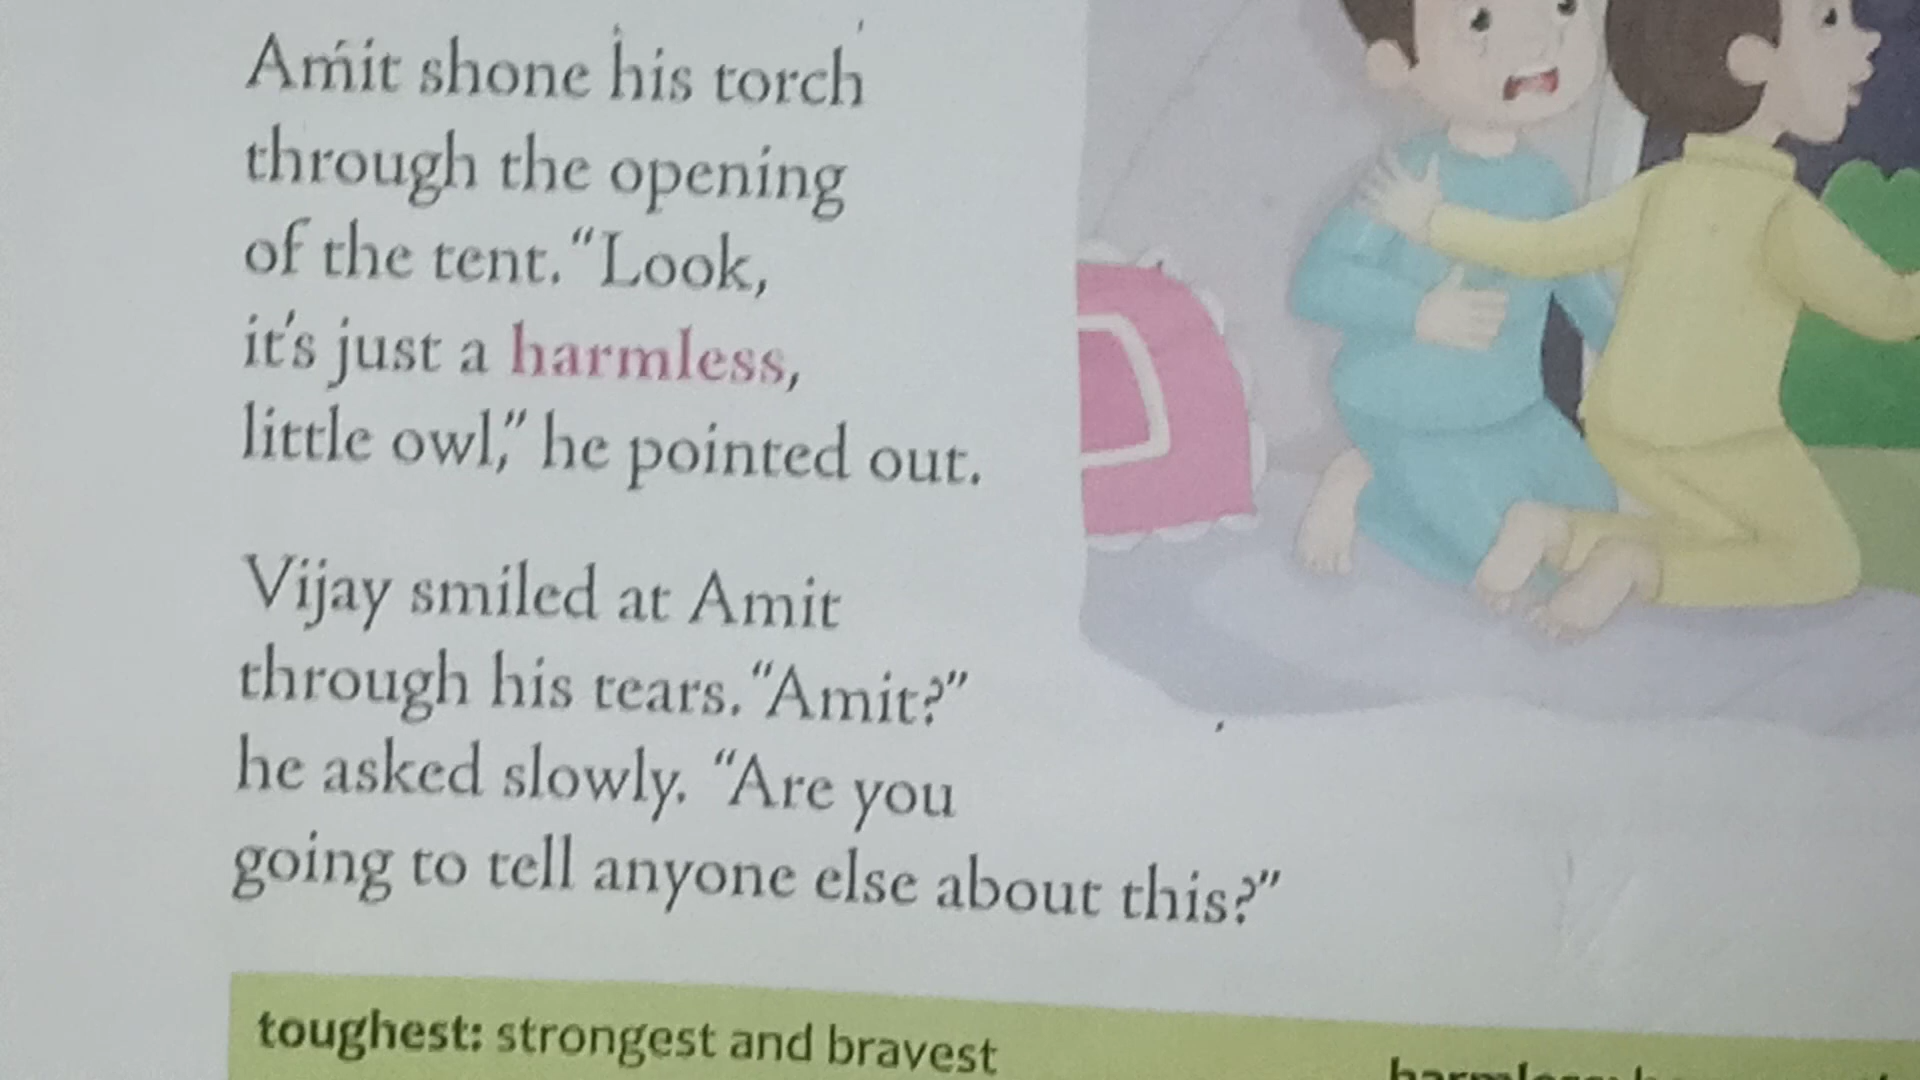 Amit shone his torch
through the opening
of the tent. “Look,
it's just a harmless,
little owl,” he pointed out.
Vijay smiled at Amit
through his tears. “Amit?”
he asked slowly. “Are you
going to tell anyone else about this?”
toughest: strongest and bravest
harmless: